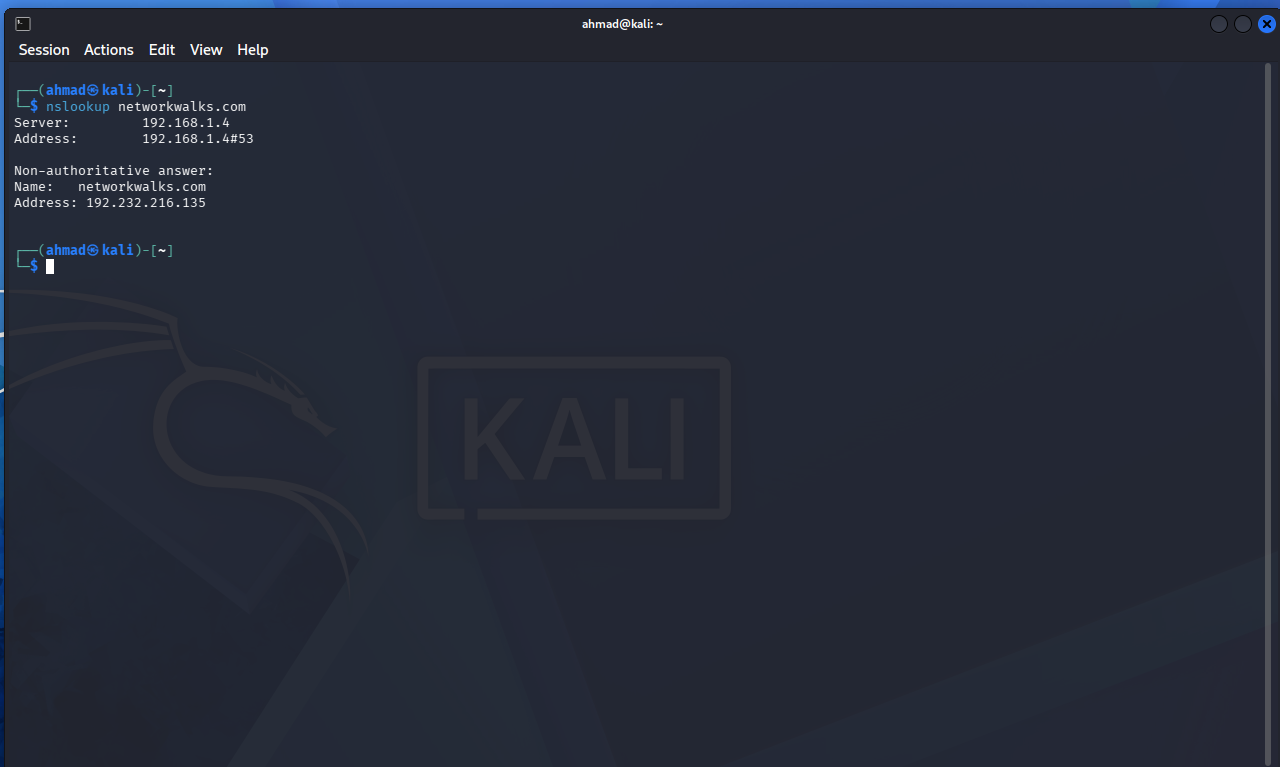 ahmad@kali: ~
Session Actions Edit View Help
┌──(ahmad㉿kali)-[~]
└─$ nslookup networkwalks.com
Server:         192.168.1.4
Address:        192.168.1.4#53

Non-authoritative answer:
Name:   networkwalks.com
Address: 192.232.216.135

┌──(ahmad㉿kali)-[~]
└─$
KALI